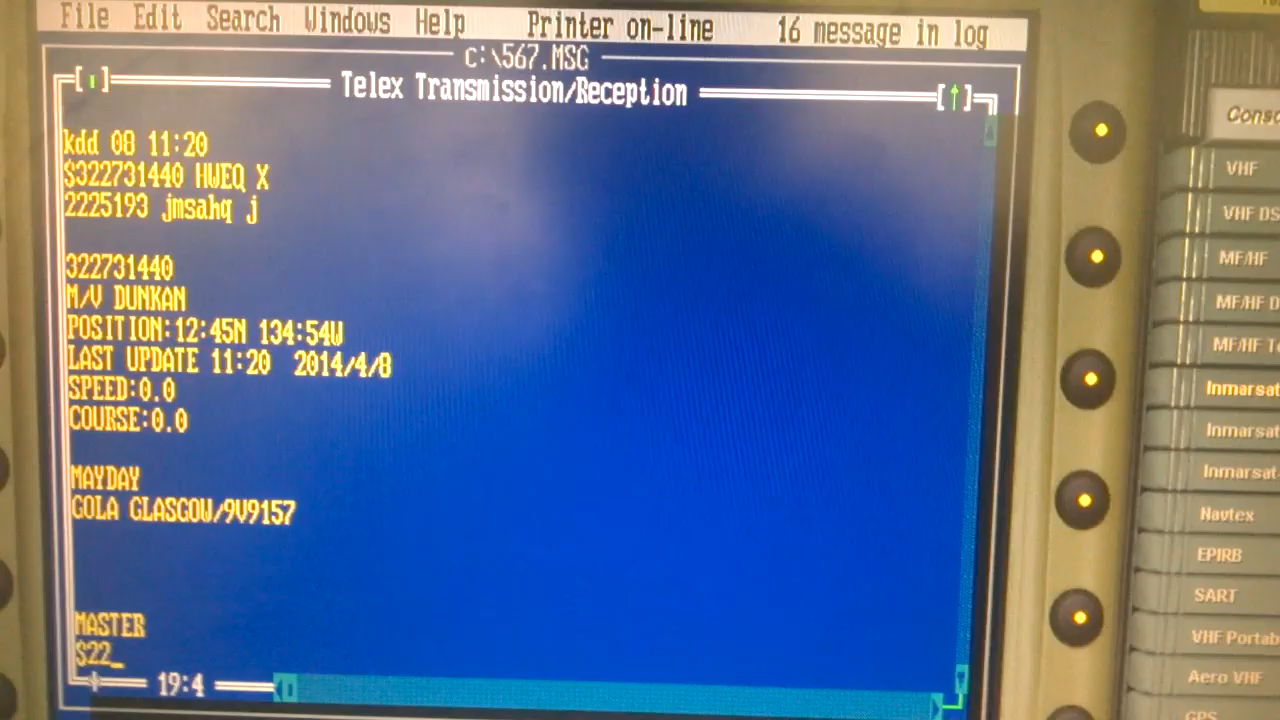 File Edit Search Windows Help Printer on-line 16 message in log
c:\567.MSG
Telex Transmission/Reception
kdd 08 11:20
$322731440 HWEQ X
2225193 jmsahq j
322731440
M/V DUNKAN
POSITION:12:45N 134:54W
LAST UPDATE 11:20 2014/4/8
SPEED:0.0
COURSE:0.0
MAYDAY
GOLA GLASGOW/9V9157
MASTER
$22_
19:4
VHF
VHF DS
MF/HF
MF/HF D
MF/HF Te
Inmarsat
Inmarsat
Inmarsat
Navtex
EPIRB
SART
VHF Portab
Aero VHF
GPS